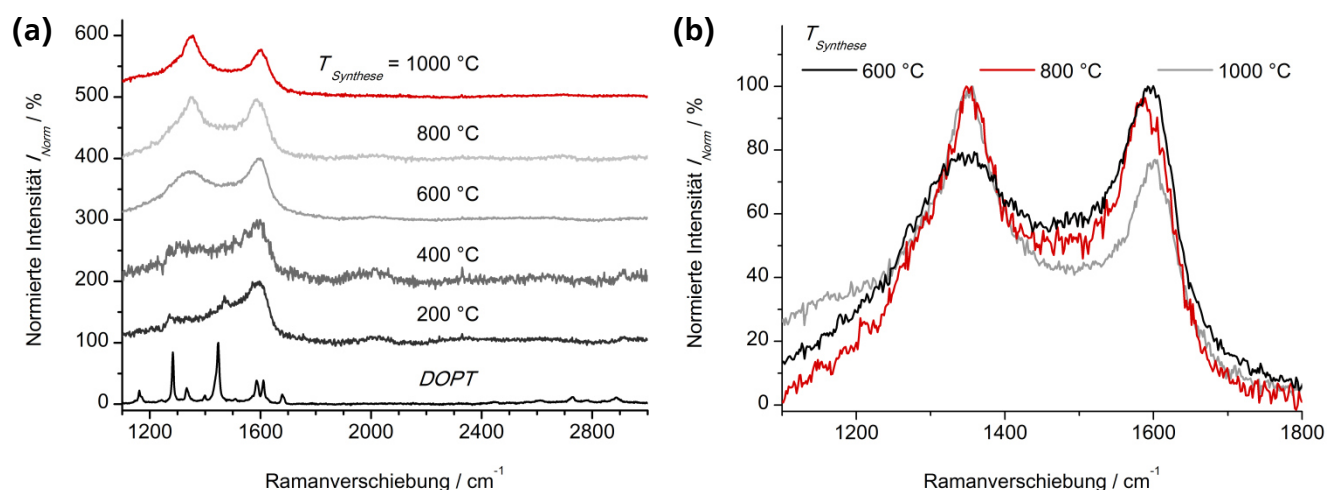 (a)
Normierte Intensität I_Norm / %
600
500
400
300
200
100
0
T_Synthese = 1000 °C
800 °C
600 °C
400 °C
200 °C
DOPT
1200 1600 2000 2400 2800
Ramanverschiebung / cm⁻¹
(b)
T_Synthese
600 °C 800 °C 1000 °C
Normierte Intensität I_Norm / %
100
80
60
40
20
0
1200 1400 1600 1800
Ramanverschiebung / cm⁻¹